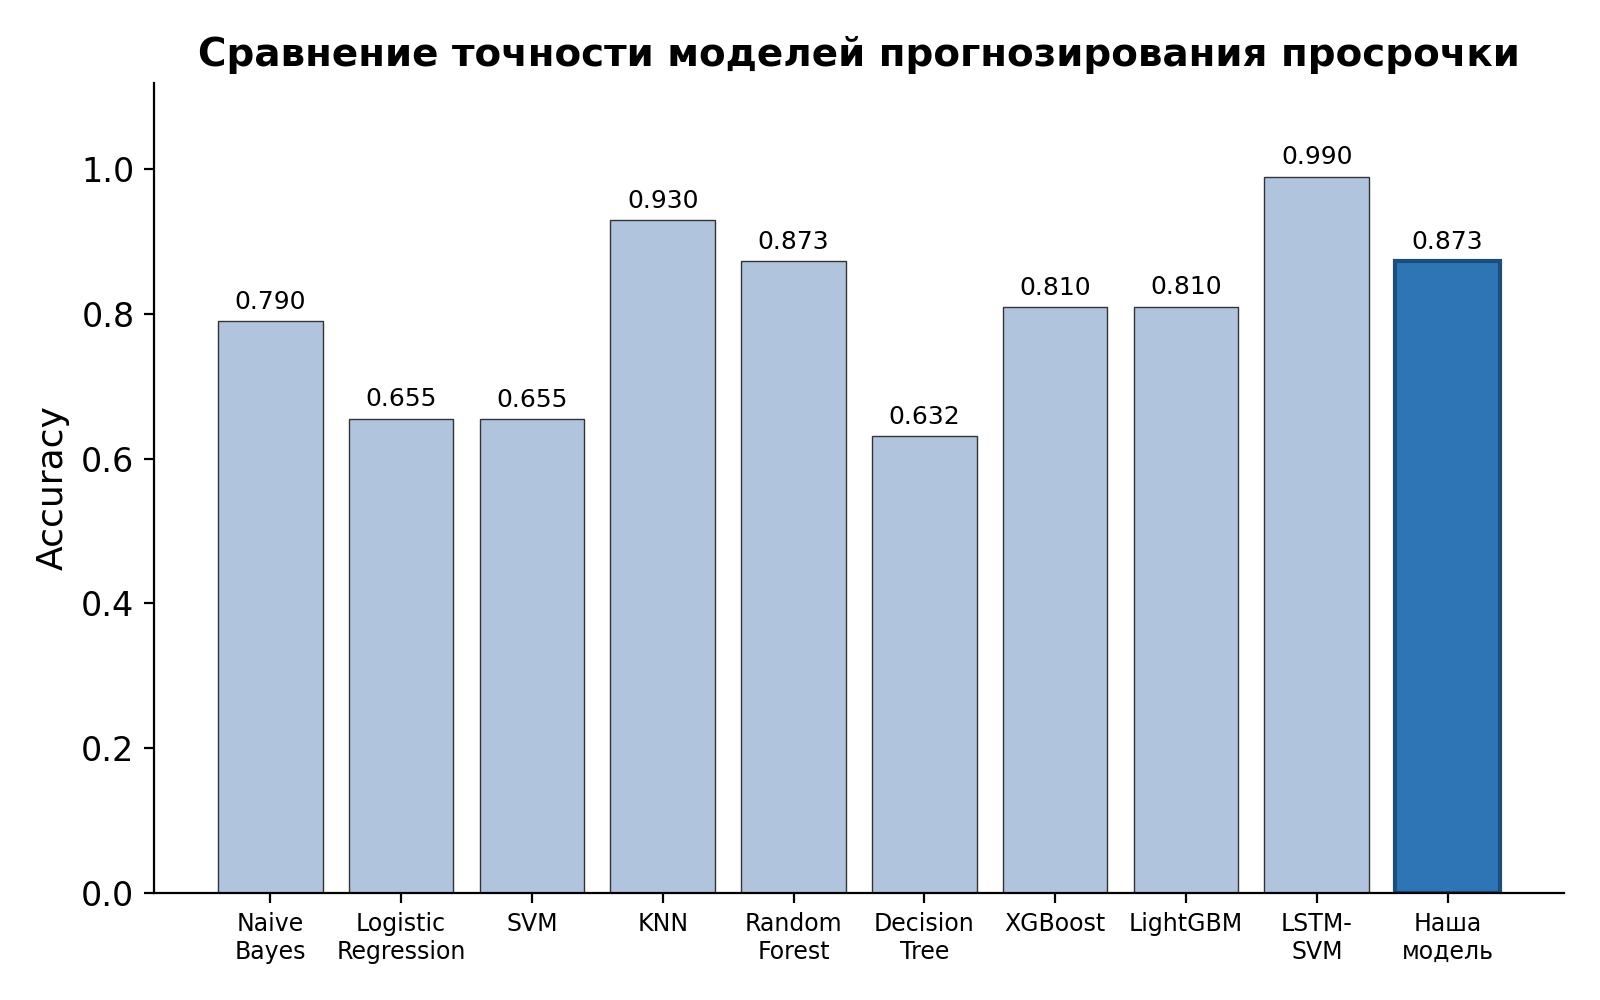 Сравнение точности моделей прогнозирования просрочки
Accuracy
1.0
0.8
0.6
0.4
0.2
0.0
0.790
0.655
0.655
0.930
0.873
0.632
0.810
0.810
0.990
0.873
Naive
Bayes
Logistic
Regression
SVM
KNN
Random
Forest
Decision
Tree
XGBoost
LightGBM
LSTM-
SVM
Наша
модель